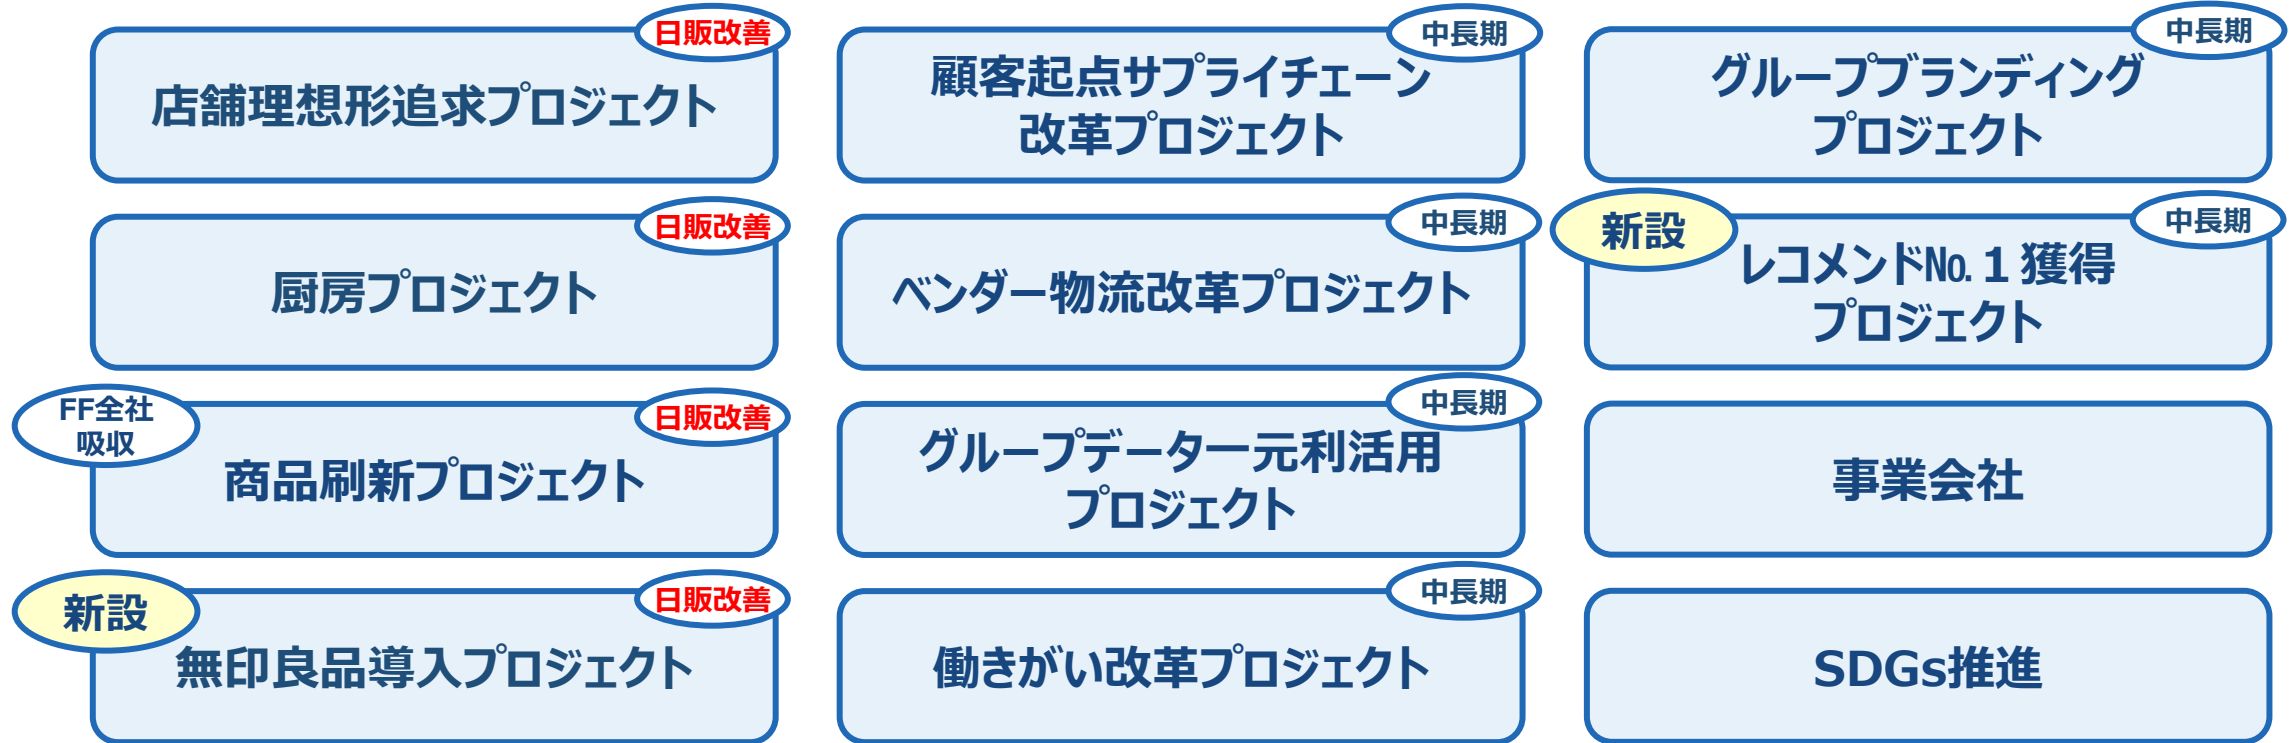 日販改善
店舗理想形追求プロジェクト
中長期
顧客起点サプライチェーン
改革プロジェクト
中長期
グループブランディング
プロジェクト
日販改善
厨房プロジェクト
中長期
ベンダー物流改革プロジェクト
新設
中長期
レコメンド№１獲得
プロジェクト
FF全社
吸収
日販改善
商品刷新プロジェクト
中長期
グループデータ一元利活用
プロジェクト
事業会社
新設
日販改善
無印良品導入プロジェクト
中長期
働きがい改革プロジェクト
SDGs推進